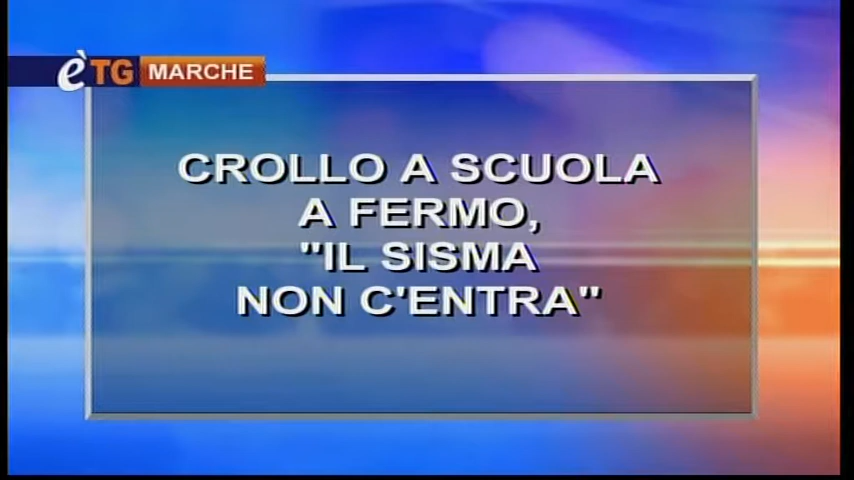 èTG MARCHE
CROLLO A SCUOLA
A FERMO,
"IL SISMA
NON C'ENTRA"